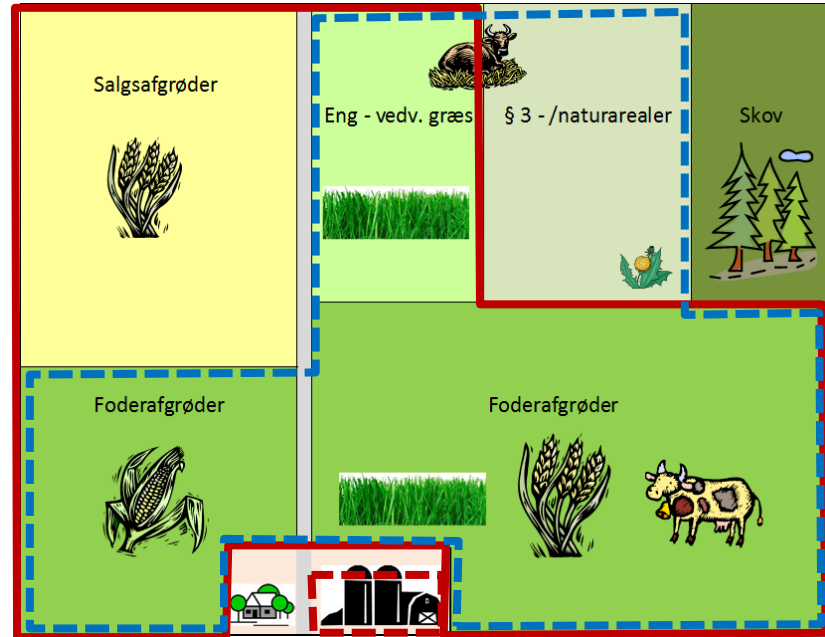 Salgsafgrøder
Eng - vedv. græs
§ 3 - /naturarealer
Skov
Foderafgrøder
Foderafgrøder